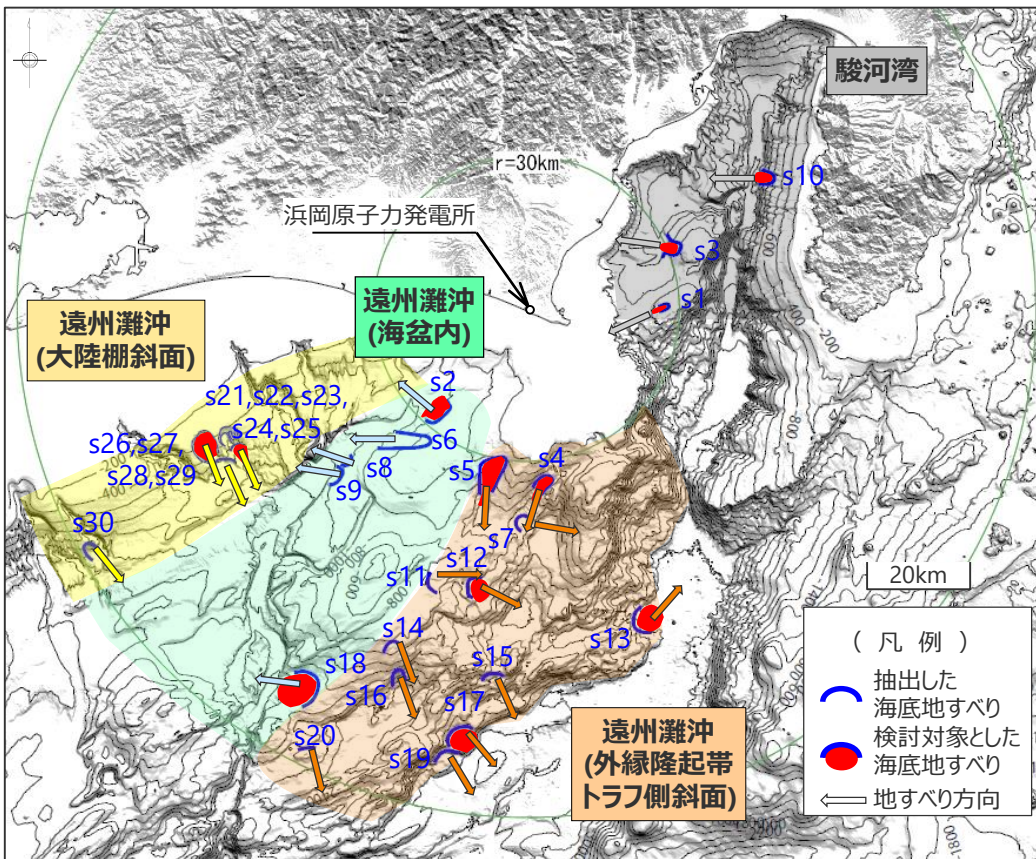 駿河湾
r=30km
s10
浜岡原子力発電所
s3
s1
遠州灘沖
(海盆内)
遠州灘沖
(大陸棚斜面)
s2
s21,s22,s23,
s24,s25
s26,s27,
s28,s29
s6
s8
s9
s5
s4
s30
s7
s12
s11
s13
s14
s15
s18
s16
s17
s20
s19
20km
遠州灘沖
(外縁隆起帯
トラフ側斜面)
(凡例)
抽出した
海底地すべり
検討対象とした
海底地すべり
地すべり方向
-200
-400
600
800